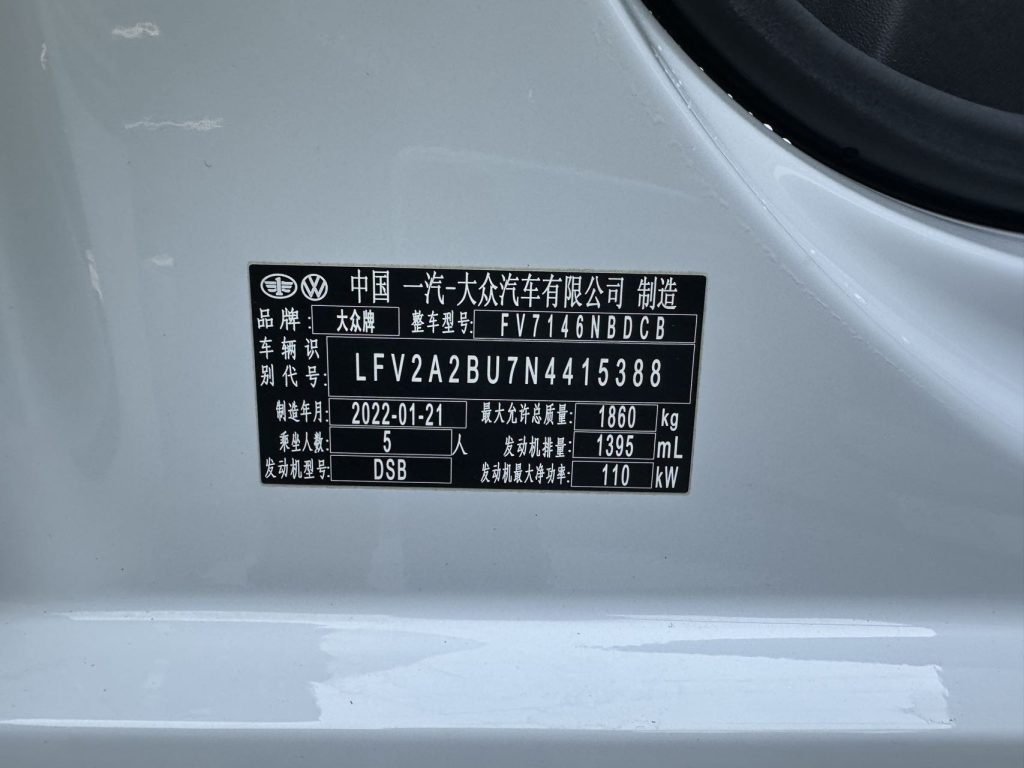 中国 一汽-大众汽车有限公司 制造
品牌: 大众牌 整车型号: FV7146NBDCB
车辆识别代号: LFV2A2BU7N4415388
制造年月: 2022-01-21 最大允许总质量: 1860 kg
乘坐人数: 5 人 发动机排量: 1395 mL
发动机型号: DSB 发动机最大净功率: 110 kW